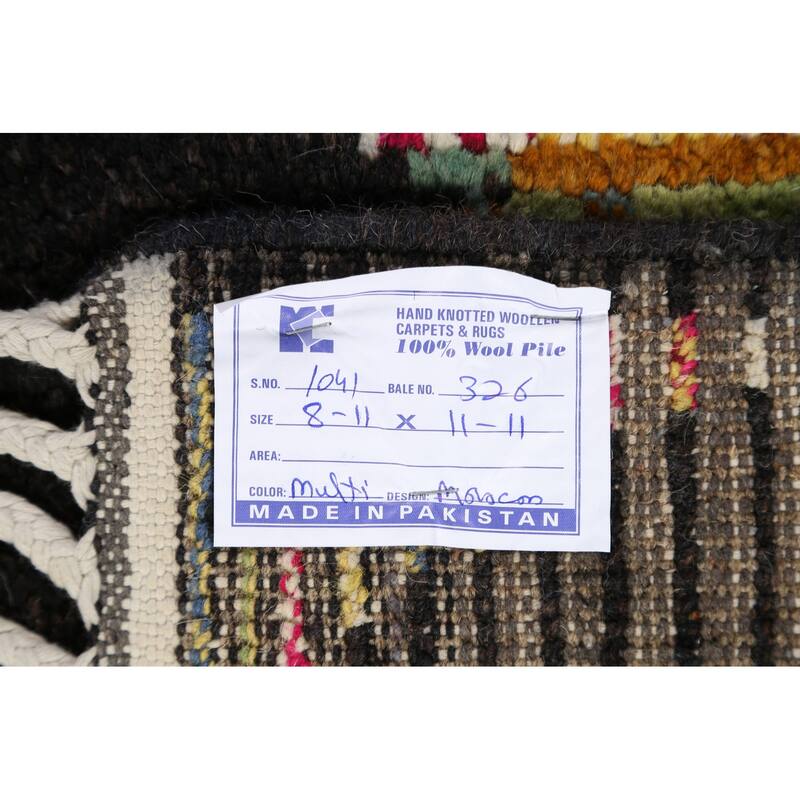 HAND KNOTTED WOOLLEN
CARPETS & RUGS
100% Wool Pile
S.NO. 1041 BALE NO. 326
SIZE 8-11 x 11-11
AREA:
COLOR: Multi DESIGN:
MADE IN PAKISTAN